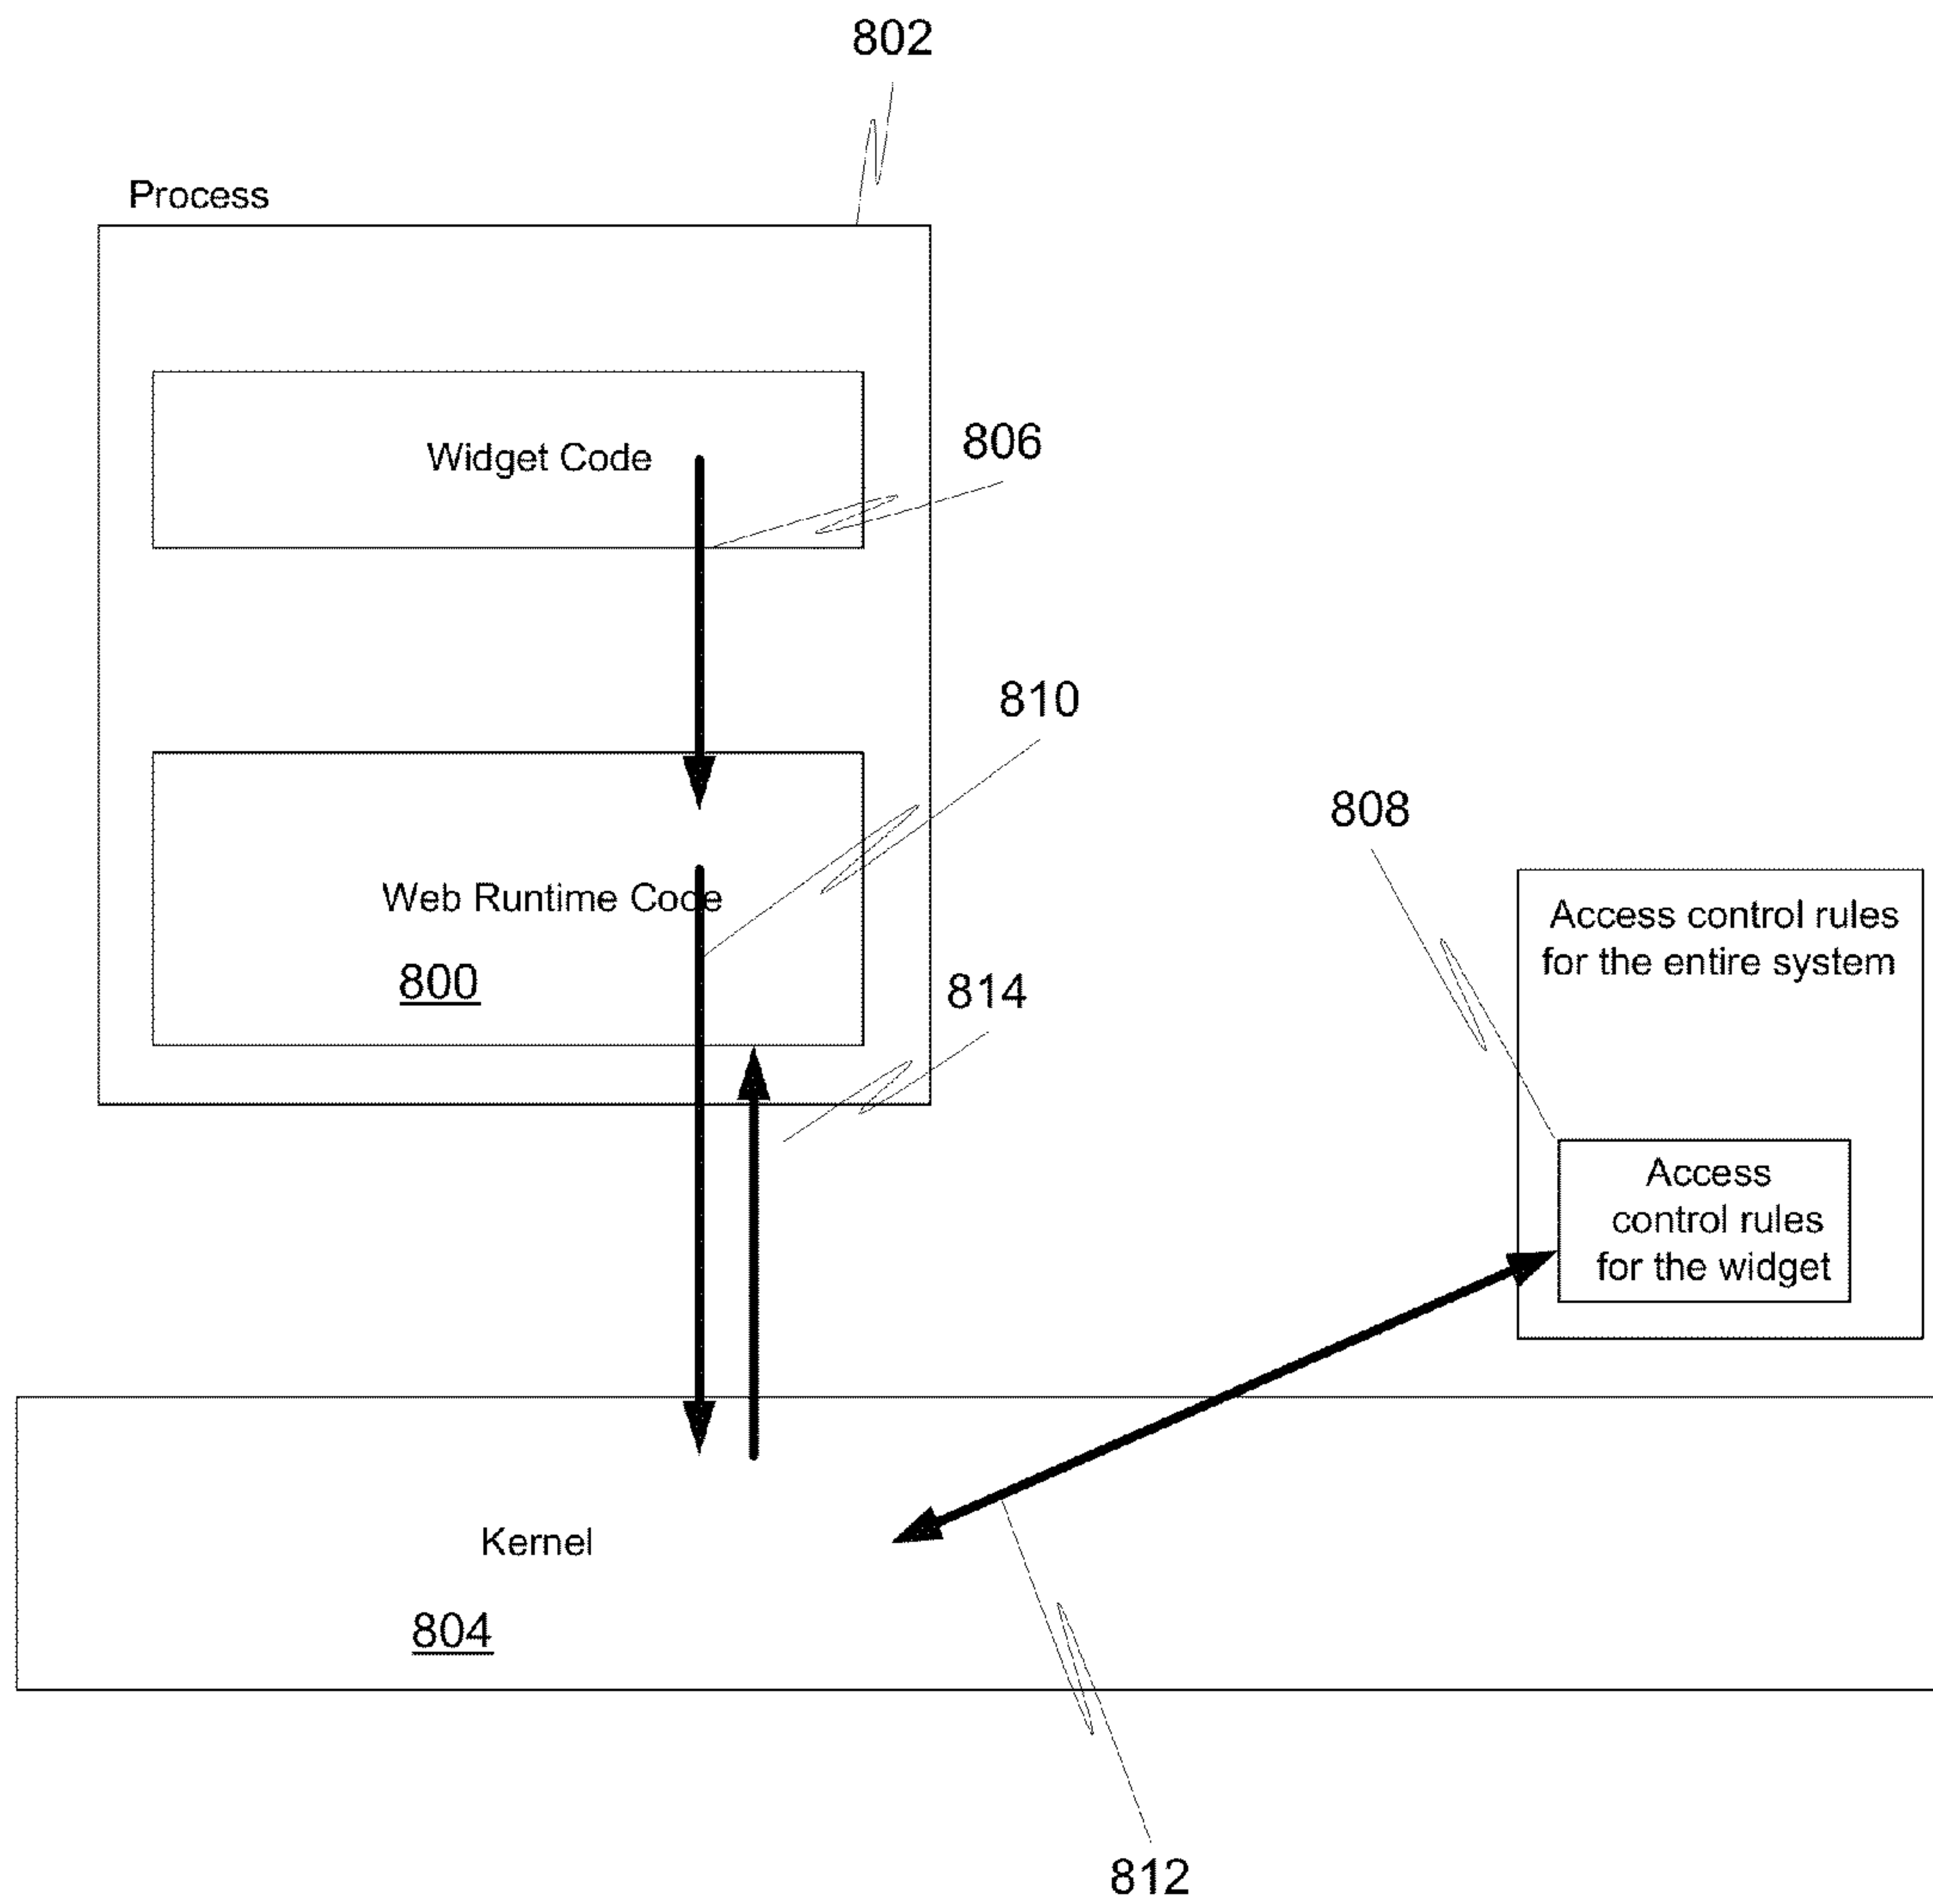 802
Process
Widget Code
806
810
808
Web Runtime Code
800
814
Access control rules
for the entire system
Access
control rules
for the widget
Kernel
804
812